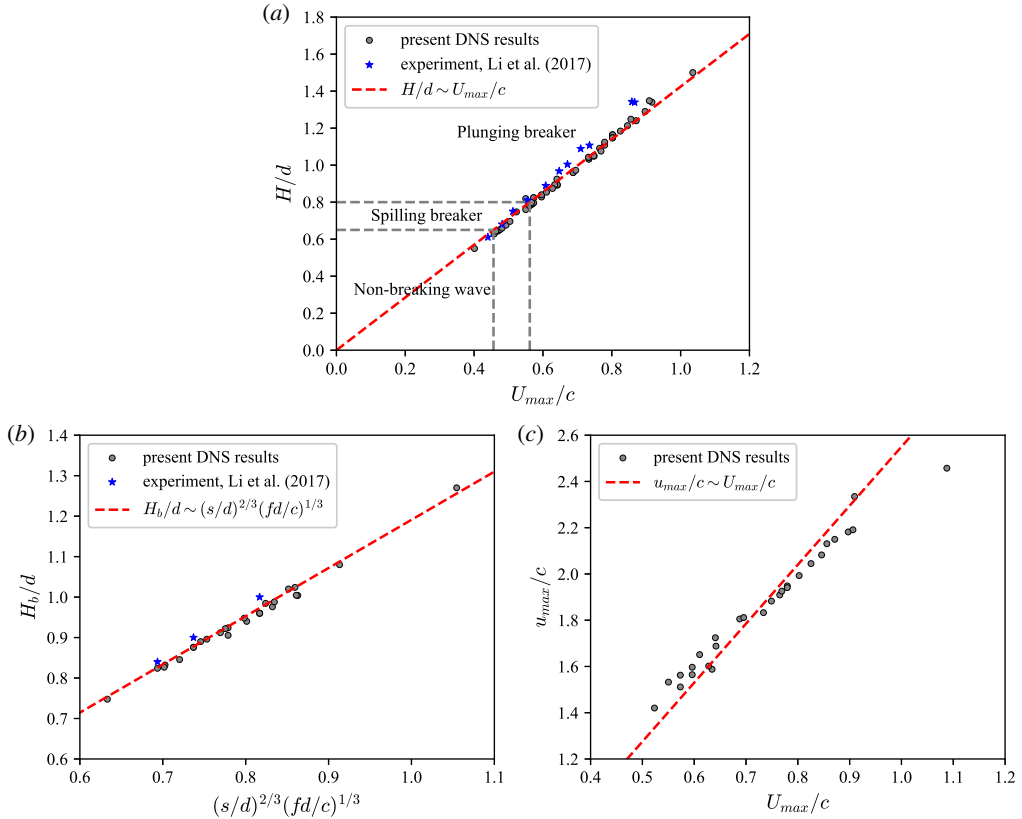 (a)
1.8
1.6
1.4
1.2
1.0
0.8
0.6
0.4
0.2
0.0
H/d
present DNS results
experiment, Li et al. (2017)
H/d ~ U_max/c
Plunging breaker
Spilling breaker
Non-breaking wave
0.0 0.2 0.4 0.6 0.8 1.0 1.2
U_max/c
(b)
1.4
1.3
1.2
1.1
1.0
0.9
0.8
0.7
0.6
H_b/d
present DNS results
experiment, Li et al. (2017)
H_b/d ~ (s/d)^{2/3}(fd/c)^{1/3}
0.6 0.7 0.8 0.9 1.0 1.1
(s/d)^{2/3}(fd/c)^{1/3}
(c)
2.6
2.4
2.2
2.0
1.8
1.6
1.4
1.2
u_max/c
present DNS results
u_max/c ~ U_max/c
0.4 0.5 0.6 0.7 0.8 0.9 1.0 1.1 1.2
U_max/c